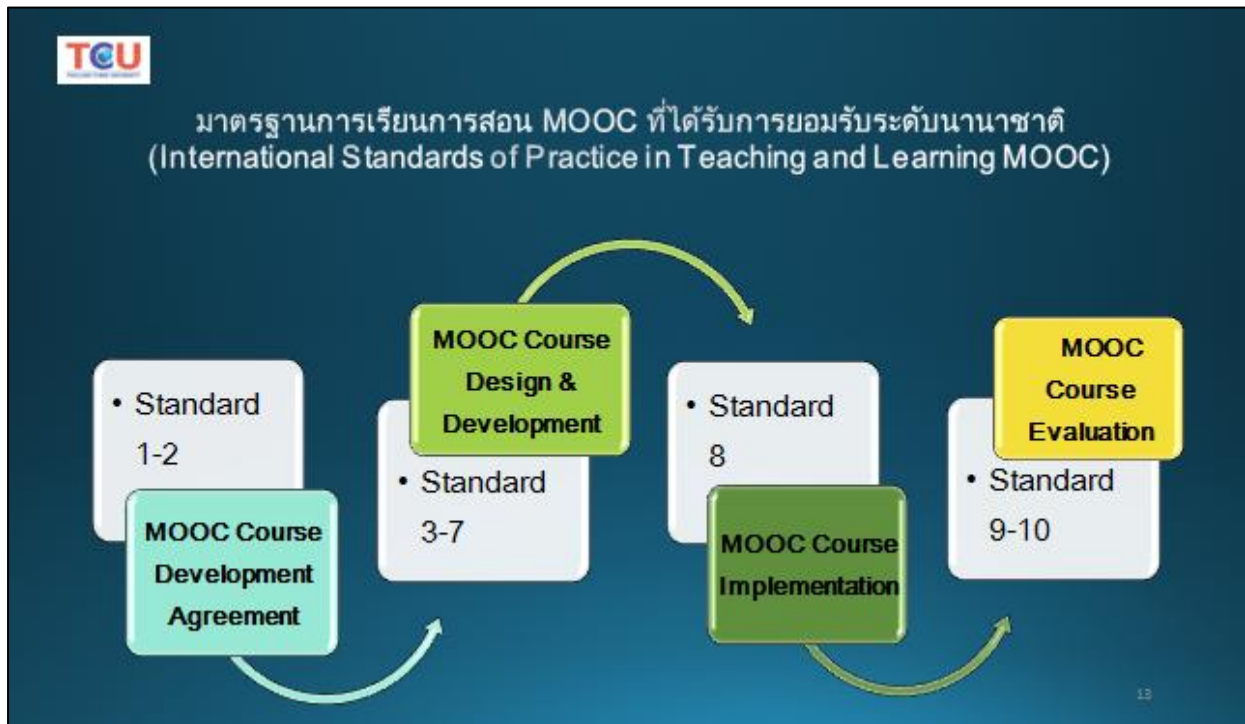 TCU
มาตรฐานการเรียนการสอน MOOC ที่ได้รับการยอมรับระดับนานาชาติ
(International Standards of Practice in Teaching and Learning MOOC)
• Standard
1-2
MOOC Course
Development
Agreement
MOOC Course
Design &
Development
• Standard
3-7
• Standard
8
MOOC Course
Implementation
MOOC
Course
Evaluation
• Standard
9-10
13